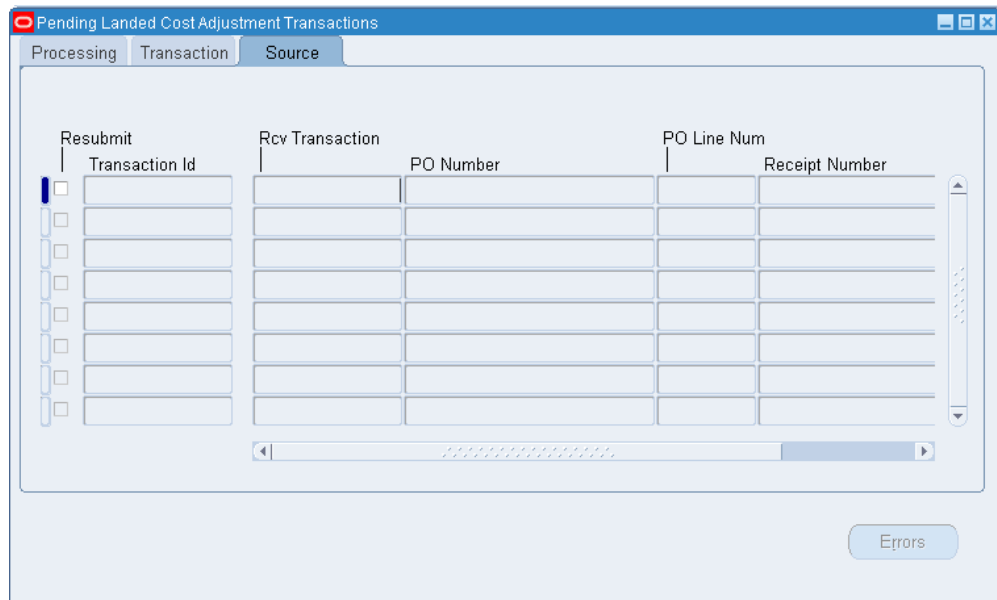 Pending Landed Cost Adjustment Transactions
Processing Transaction Source
Resubmit Rcv Transaction PO Line Num
Transaction Id PO Number Receipt Number
Errors